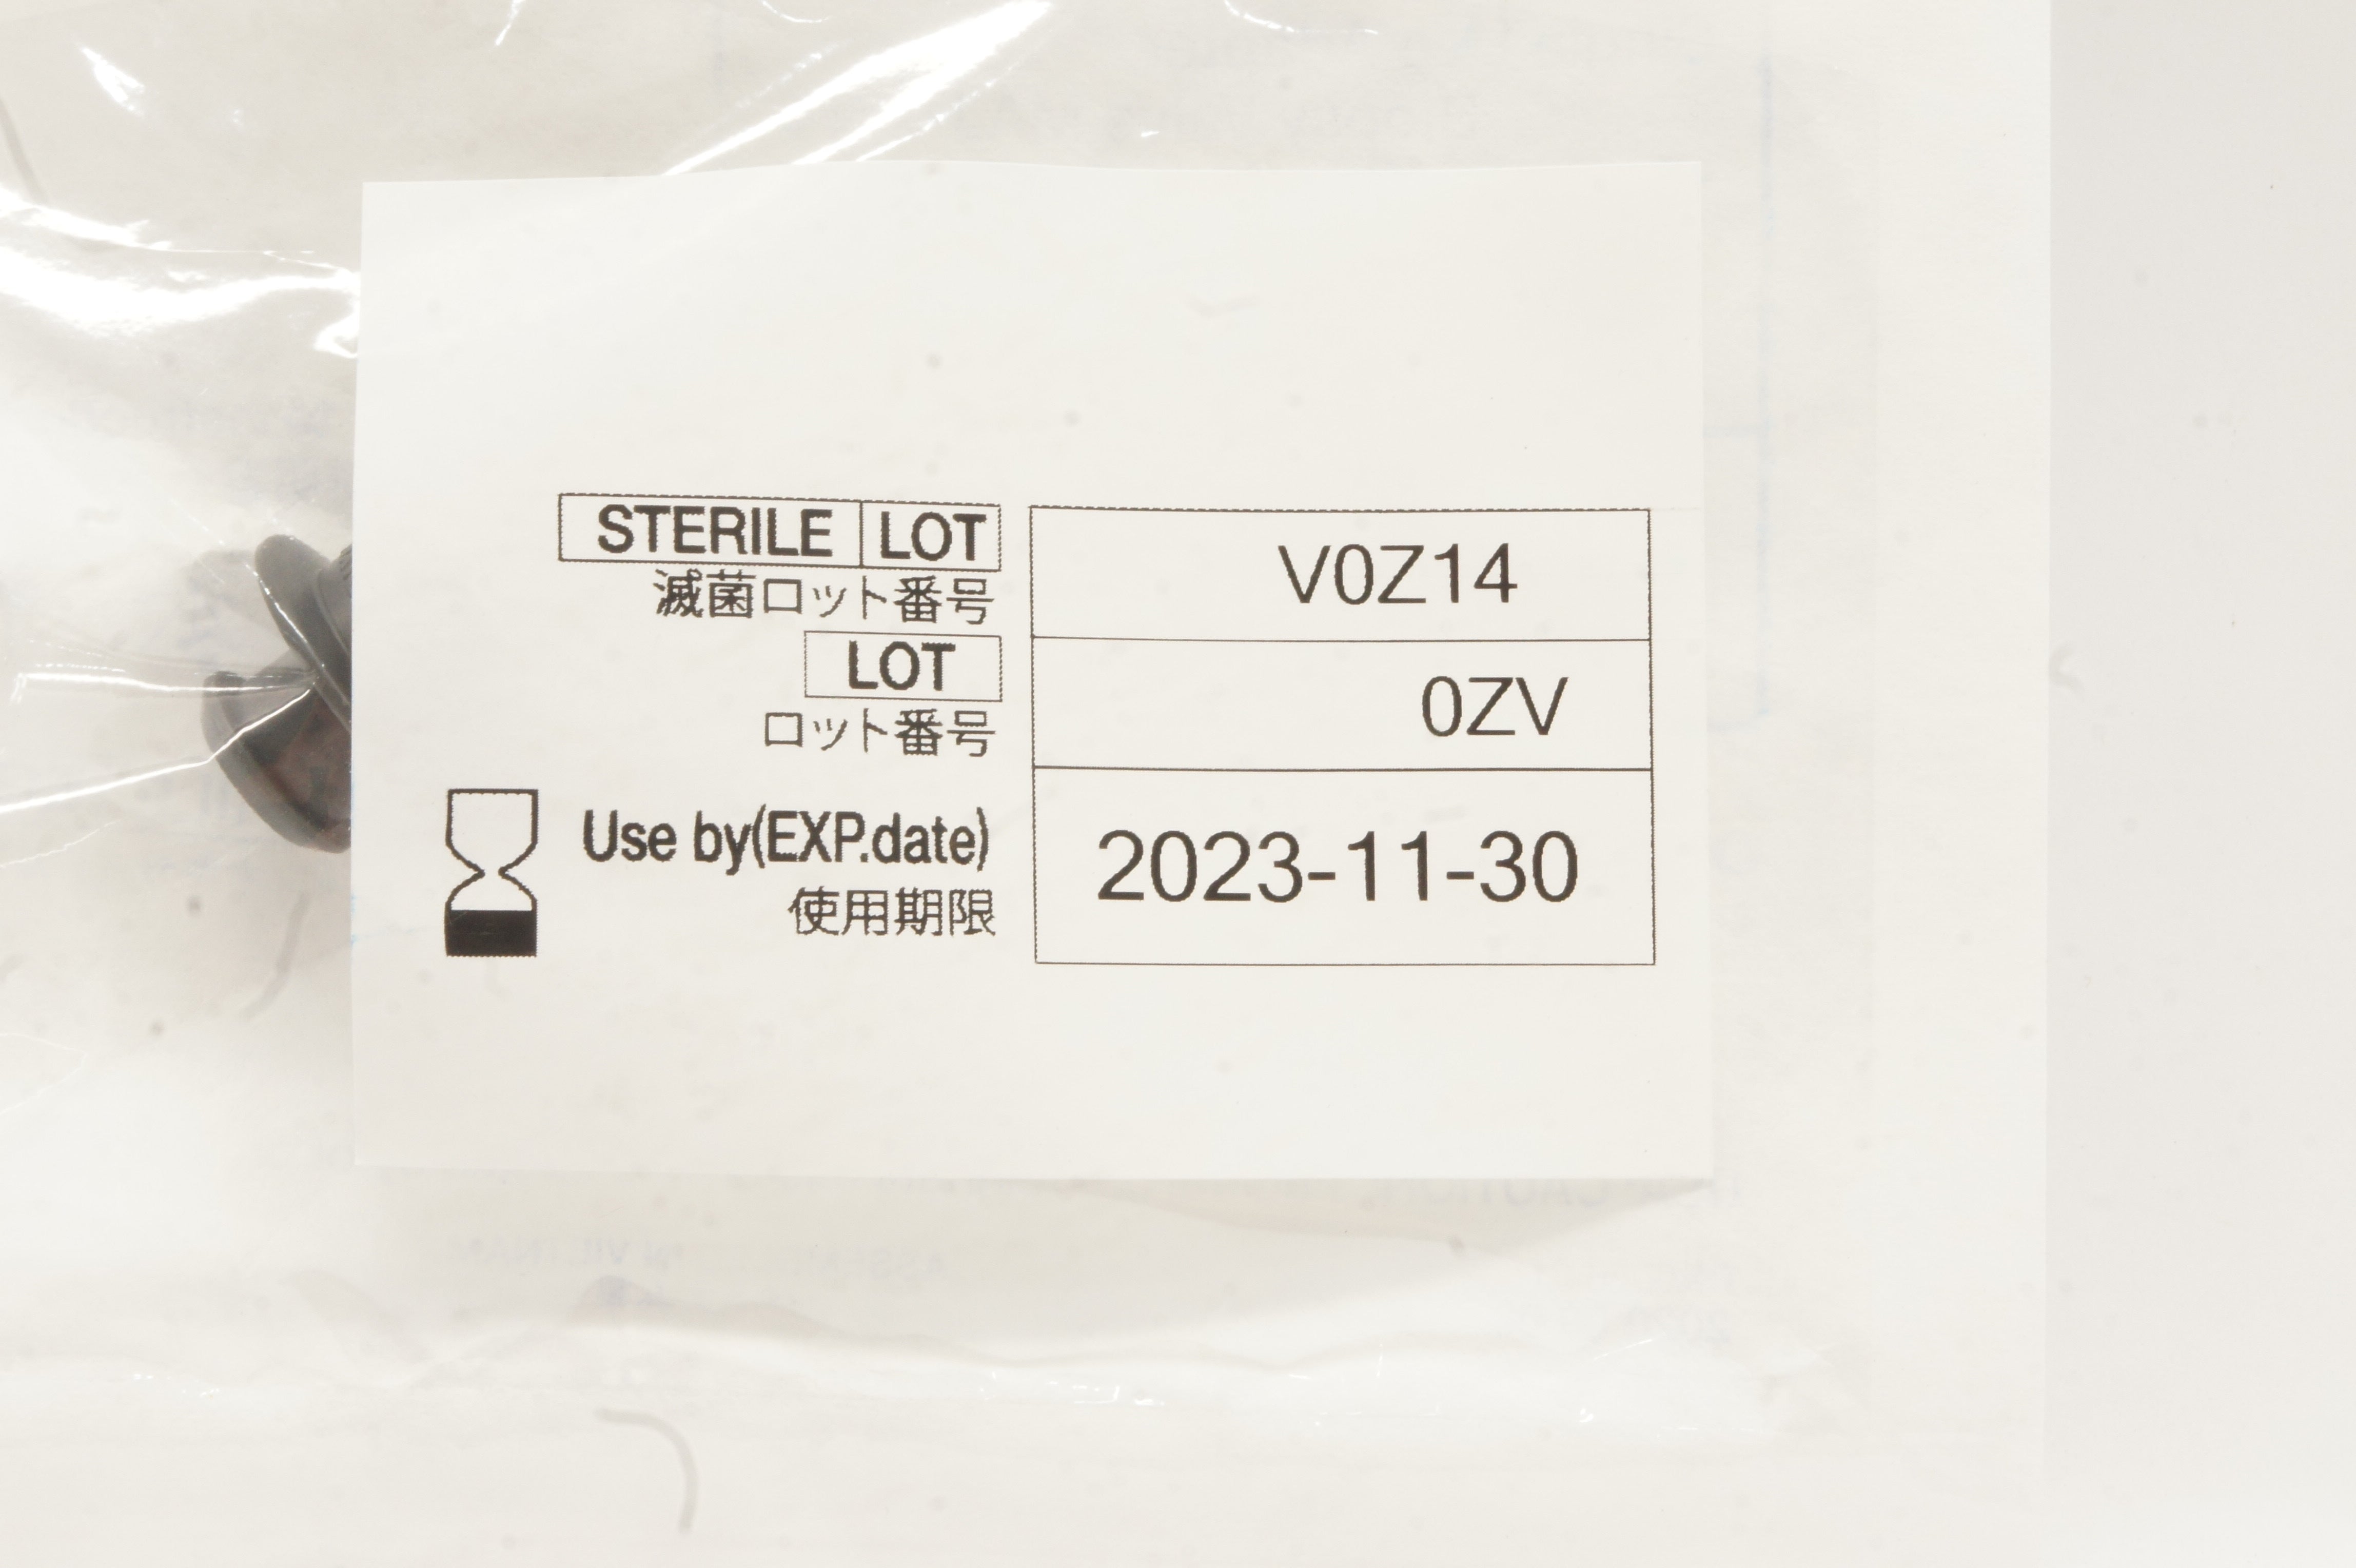 STERILE LOT V0Z14
滅菌ロット番号
LOT 0ZV
ロット番号
Use by(EXP.date) 2023-11-30
使用期限